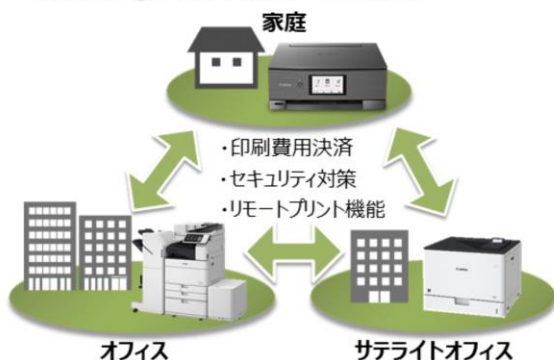 家庭
・印刷費用決済
・セキュリティ対策
・リモートプリント機能
オフィス
サテライトオフィス